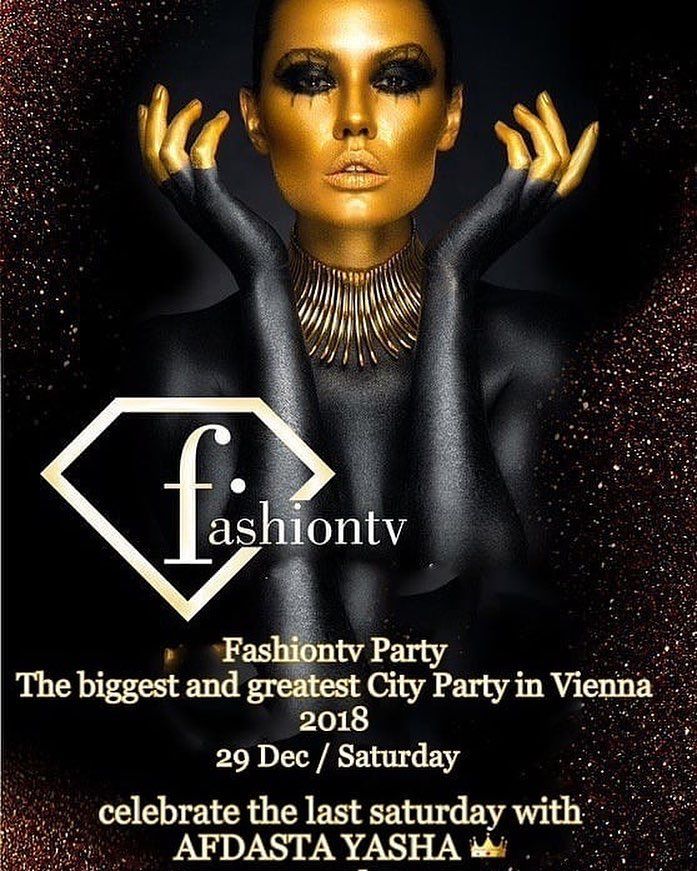 fashiontv
Fashiontv Party
The biggest and greatest City Party in Vienna
2018
29 Dec / Saturday
celebrate the last saturday with
AFDASTA YASHA 👑